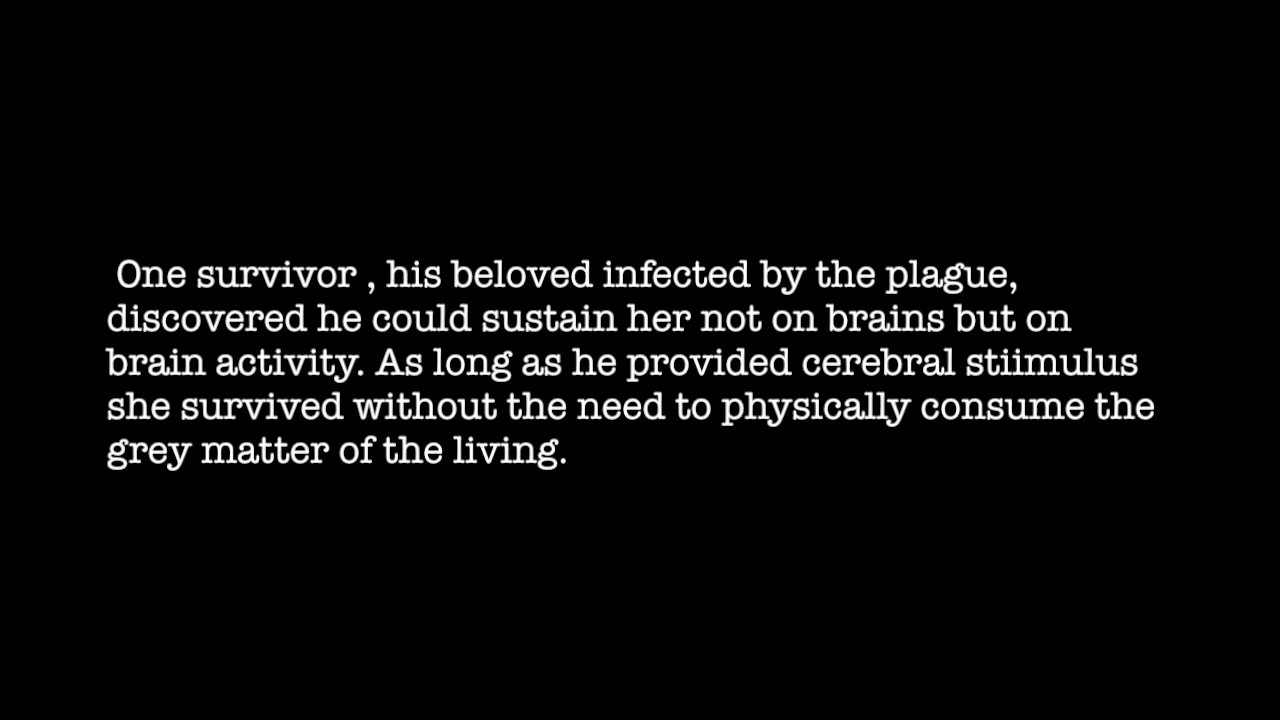 One survivor , his beloved infected by the plague,
discovered he could sustain her not on brains but on
brain activity. As long as he provided cerebral stiimulus
she survived without the need to physically consume the
grey matter of the living.